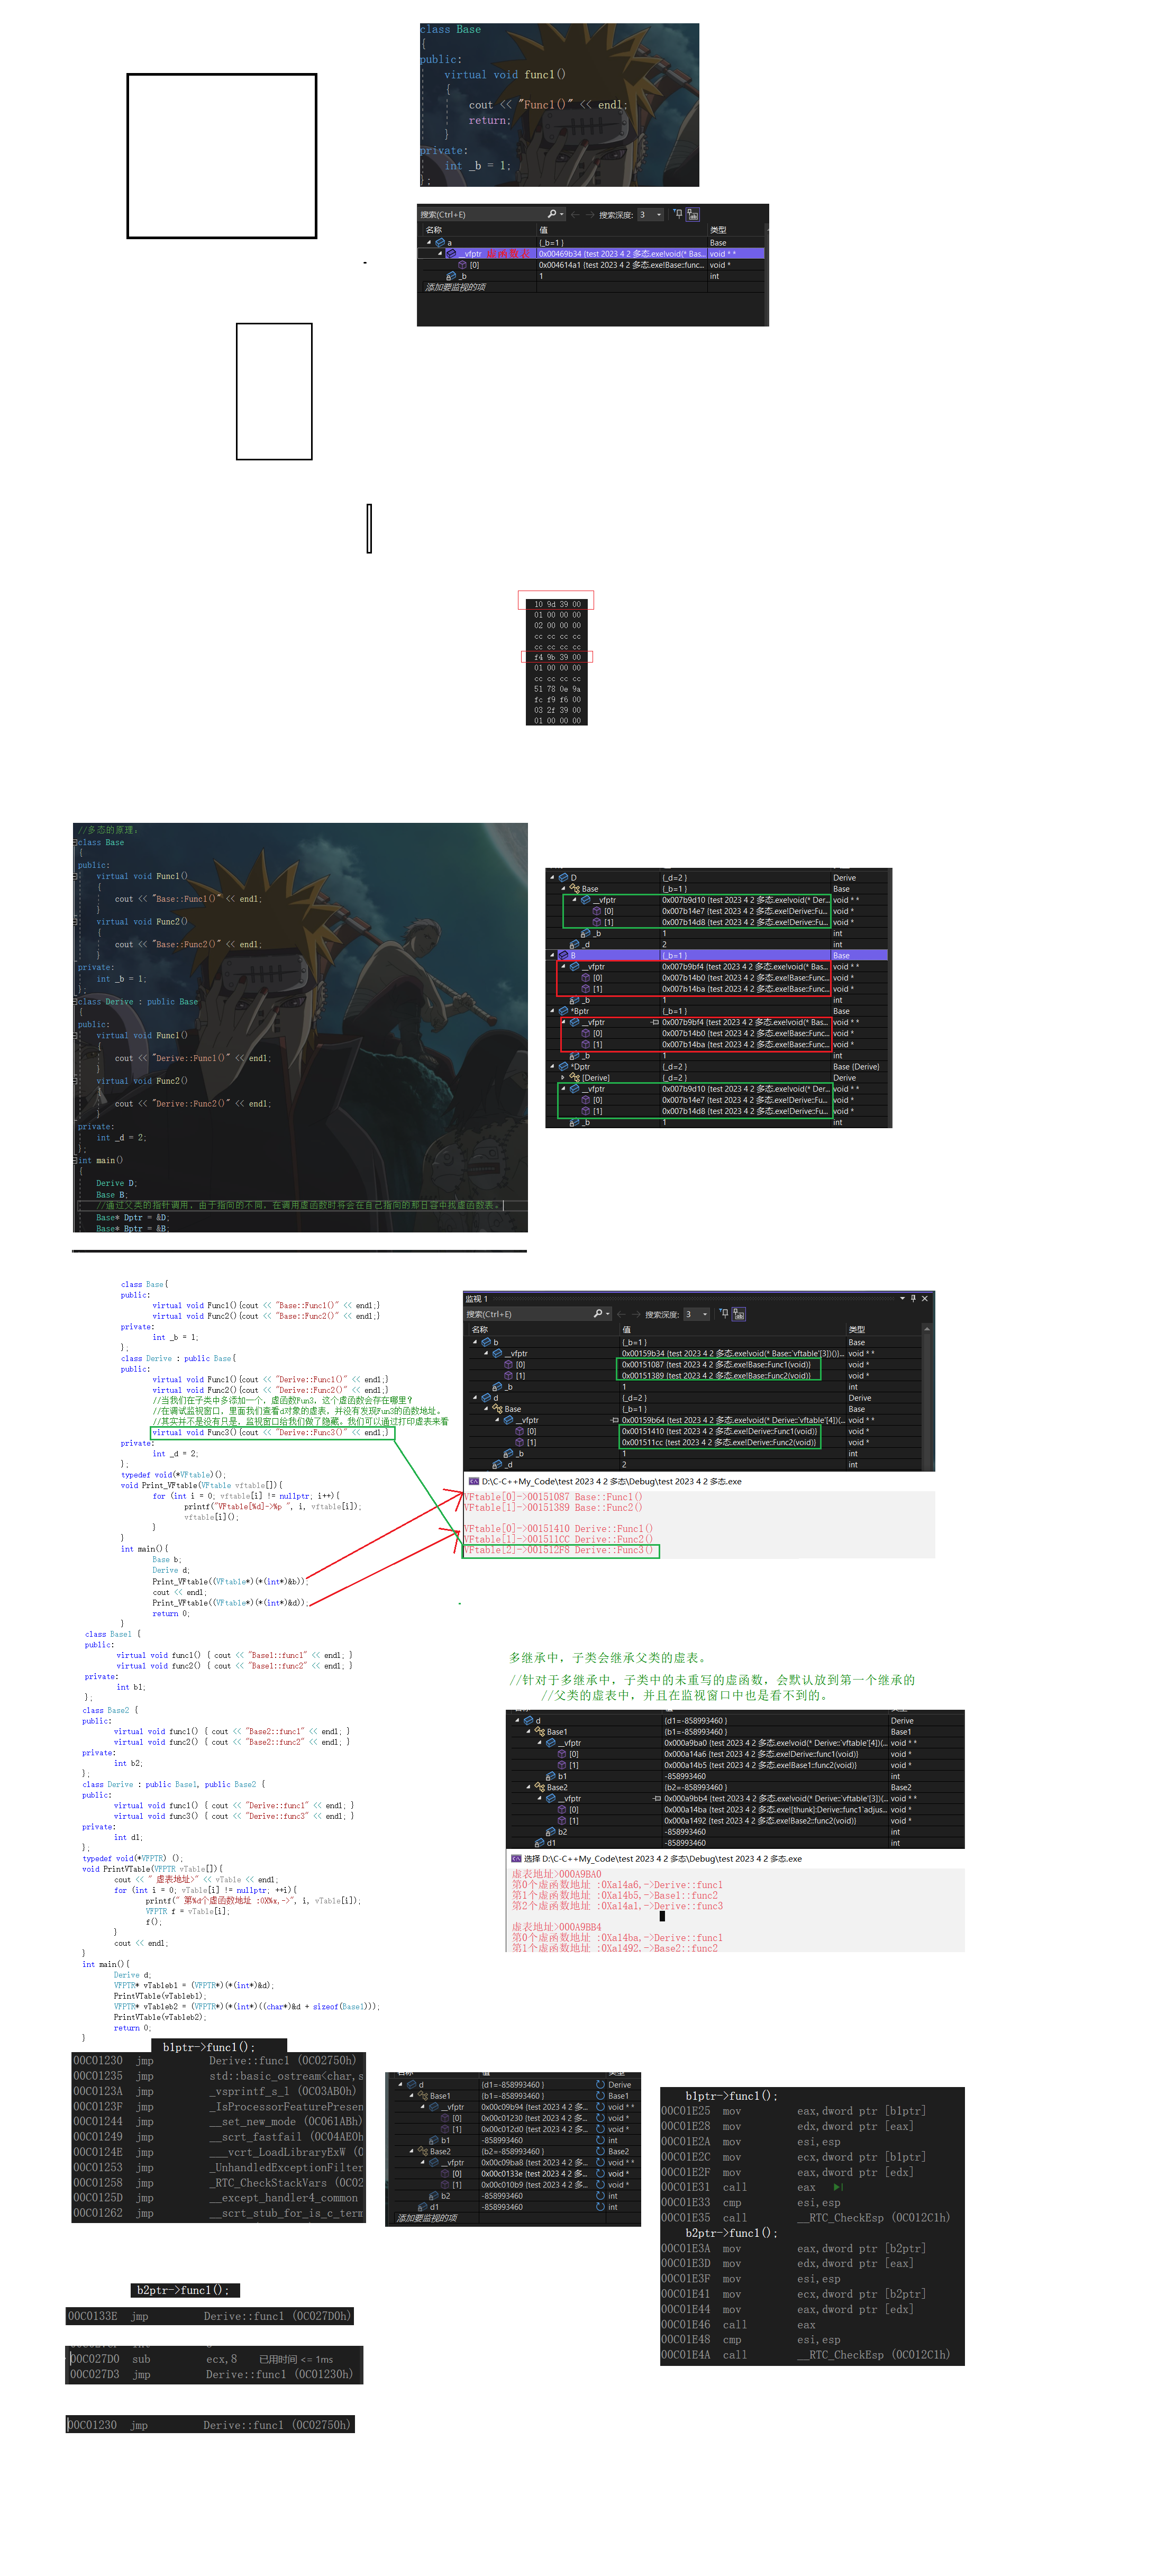 class Base
{
public:
virtual void func1()
{
cout << "Func1()" << endl;
return;
}
private:
int _b = 1;
};
搜索(Ctrl+E) 搜索深度: 3
名称 值 类型
a {_b=1 } Base
__vfptr 虚函数表 0x00469b34 {test 2023 4 2 多态.exe!void(* Bas... void * *
[0] 0x004614a1 {test 2023 4 2 多态.exe!Base::func... void *
_b 1 int
添加要监视的项
10 9d 39 00
01 00 00 00
02 00 00 00
cc cc cc cc
cc cc cc cc
f4 9b 39 00
01 00 00 00
cc cc cc cc
51 78 0e 9a
fc f9 f6 00
03 2f 39 00
01 00 00 00
//多态的原理。
class Base
{
public:
virtual void Func1()
{
cout << "Base::Func1()" << endl;
}
virtual void Func2()
{
cout << "Base::Func2()" << endl;
}
private:
int _b = 1;
};
class Derive : public Base
{
public:
virtual void Func1()
{
cout << "Derive::Func1()" << endl;
}
virtual void Func2()
{
cout << "Derive::Func2()" << endl;
}
private:
int _d = 2;
};
int main()
{
Derive D;
Base B;
//通过父类的指针调用，由于指向的不同，在调用虚函数时将会在自己指向的那日容中找虚函数表。
Base* Dptr = &D;
Base* Bptr = &B;
D {_d=2 } Derive
Base {_b=1 } Base
__vfptr 0x007b9d10 {test 2023 4 2 多态.exe!void(* Der... void * *
[0] 0x007b14e7 {test 2023 4 2 多态.exe!Derive::Fu... void *
[1] 0x007b14d8 {test 2023 4 2 多态.exe!Derive::Fu... void *
_b 1 int
_d 2 int
B {_b=1 } Base
__vfptr 0x007b9bf4 {test 2023 4 2 多态.exe!void(* Bas... void * *
[0] 0x007b14b0 {test 2023 4 2 多态.exe!Base::Func... void *
[1] 0x007b14ba {test 2023 4 2 多态.exe!Base::Func... void *
_b 1 int
*Bptr {_b=1 } Base
__vfptr 0x007b9bf4 {test 2023 4 2 多态.exe!void(* Bas... void * *
[0] 0x007b14b0 {test 2023 4 2 多态.exe!Base::Func... void *
[1] 0x007b14ba {test 2023 4 2 多态.exe!Base::Func... void *
_b 1 int
*Dptr {_d=2 } Base {Derive}
[Derive] {_d=2 } Derive
__vfptr 0x007b9d10 {test 2023 4 2 多态.exe!void(* Der... void * *
[0] 0x007b14e7 {test 2023 4 2 多态.exe!Derive::Fu... void *
[1] 0x007b14d8 {test 2023 4 2 多态.exe!Derive::Fu... void *
_b 1 int
class Base{
public:
virtual void Func1(){cout << "Base::Func1()" << endl;}
virtual void Func2(){cout << "Base::Func2()" << endl;}
private:
int _b = 1;
};
class Derive : public Base{
public:
virtual void Func1(){cout << "Derive::Func1()" << endl;}
virtual void Func2(){cout << "Derive::Func2()" << endl;}
//当我们在子类中多添加一个，虚函数Fun3，这个虚函数会存在哪里？
//在调试监视窗口，里面我们查看d对象的虚表，并没有发现Fun3的函数地址。
//其实并不是没有只是，监视窗口给我们做了隐藏。我们可以通过打印虚表来看
virtual void Func3(){cout << "Derive::Func3()" << endl;}
private:
int _d = 2;
};
typedef void(*VFtable)();
void Print_VFtable(VFtable vftable[]){
for (int i = 0; vftable[i] != nullptr; i++){
printf("VFtable[%d]->%p ", i, vftable[i]);
vftable[i]();
}
}
int main(){
Base b;
Derive d;
Print_VFtable((VFtable*)(*(int*)&b));
cout << endl;
Print_VFtable((VFtable*)(*(int*)&d));
return 0;
}
监视 1
搜索(Ctrl+E) 搜索深度: 3
名称 值 类型
b {_b=1 } Base
__vfptr 0x00159b34 {test 2023 4 2 多态.exe!void(* Base::`vftable'[3])()}... void * *
[0] 0x00151087 {test 2023 4 2 多态.exe!Base::Func1(void)} void *
[1] 0x00151389 {test 2023 4 2 多态.exe!Base::Func2(void)} void *
_b 1 int
d {_d=2 } Derive
Base {_b=1 } Base
__vfptr 0x00159b64 {test 2023 4 2 多态.exe!void(* Derive::`vftable'[4])(... void * *
[0] 0x00151410 {test 2023 4 2 多态.exe!Derive::Func1(void)} void *
[1] 0x001511cc {test 2023 4 2 多态.exe!Derive::Func2(void)} void *
_b 1 int
_d 2 int
D:\C-C++My_Code\test 2023 4 2 多态\Debug\test 2023 4 2 多态.exe
VFtable[0]->00151087 Base::Func1()
VFtable[1]->00151389 Base::Func2()
VFtable[0]->00151410 Derive::Func1()
VFtable[1]->001511CC Derive::Func2()
VFtable[2]->001512F8 Derive::Func3()
class Base1 {
public:
virtual void func1() { cout << "Base1::func1" << endl; }
virtual void func2() { cout << "Base1::func2" << endl; }
private:
int b1;
};
class Base2 {
public:
virtual void func1() { cout << "Base2::func1" << endl; }
virtual void func2() { cout << "Base2::func2" << endl; }
private:
int b2;
};
class Derive : public Base1, public Base2 {
public:
virtual void func1() { cout << "Derive::func1" << endl; }
virtual void func3() { cout << "Derive::func3" << endl; }
private:
int d1;
};
typedef void(*VFPTR) ();
void PrintVTable(VFPTR vTable[]){
cout << " 虚表地址>" << vTable << endl;
for (int i = 0; vTable[i] != nullptr; ++i){
printf(" 第%d个虚函数地址 :0X%x,->", i, vTable[i]);
VFPTR f = vTable[i];
f();
}
cout << endl;
}
int main(){
Derive d;
VFPTR* vTableb1 = (VFPTR*)(*(int*)&d);
PrintVTable(vTableb1);
VFPTR* vTableb2 = (VFPTR*)(*(int*)((char*)&d + sizeof(Base1)));
PrintVTable(vTableb2);
return 0;
}
多继承中，子类会继承父类的虚表。
//针对于多继承中，子类中的未重写的虚函数，会默认放到第一个继承的
//父类的虚表中，并且在监视窗口中也是看不到的。
d {d1=-858993460 } Derive
Base1 {b1=-858993460 } Base1
__vfptr 0x000a9ba0 {test 2023 4 2 多态.exe!void(* Derive::`vftable'[4])(... void * *
[0] 0x000a14a6 {test 2023 4 2 多态.exe!Derive::func1(void)} void *
[1] 0x000a14b5 {test 2023 4 2 多态.exe!Base1::func2(void)} void *
b1 -858993460 int
Base2 {b2=-858993460 } Base2
__vfptr 0x000a9bb4 {test 2023 4 2 多态.exe!void(* Derive::`vftable'[3])(... void * *
[0] 0x000a14ba {test 2023 4 2 多态.exe![thunk]:Derive::func1`adjus... void *
[1] 0x000a1492 {test 2023 4 2 多态.exe!Base2::func2(void)} void *
b2 -858993460 int
d1 -858993460 int
选择 D:\C-C++My_Code\test 2023 4 2 多态\Debug\test 2023 4 2 多态.exe
虚表地址>000A9BA0
第0个虚函数地址 :0Xa14a6,->Derive::func1
第1个虚函数地址 :0Xa14b5,->Base1::func2
第2个虚函数地址 :0Xa14a1,->Derive::func3
虚表地址>000A9BB4
第0个虚函数地址 :0Xa14ba,->Derive::func1
第1个虚函数地址 :0Xa1492,->Base2::func2
b1ptr->func1();
00C01230 jmp Derive::func1 (0C02750h)
00C01235 jmp std::basic_ostream<char,s
00C0123A jmp _vsprintf_s_l (0C03AB0h)
00C0123F jmp _IsProcessorFeaturePresen
00C01244 jmp __set_new_mode (0C061ABh)
00C01249 jmp __scrt_fastfail (0C04AE0h)
00C0124E jmp ___vcrt_LoadLibraryExW (0
00C01253 jmp _UnhandledExceptionFilter
00C01258 jmp _RTC_CheckStackVars (0C02
00C0125D jmp __except_handler4_common
00C01262 jmp __scrt_stub_for_is_c_term
d {d1=-858993460 } Derive
Base1 {b1=-858993460 } Base1
__vfptr 0x00c09b94 {test 2023 4 2 多... void * *
[0] 0x00c01230 {test 2023 4 2 多... void *
[1] 0x00c012d0 {test 2023 4 2 多... void *
b1 -858993460 int
Base2 {b2=-858993460 } Base2
__vfptr 0x00c09ba8 {test 2023 4 2 多... void * *
[0] 0x00c0133e {test 2023 4 2 多... void *
[1] 0x00c010b9 {test 2023 4 2 多... void *
b2 -858993460 int
d1 -858993460 int
添加要监视的项
b1ptr->func1();
00C01E25 mov eax,dword ptr [b1ptr]
00C01E28 mov edx,dword ptr [eax]
00C01E2A mov esi,esp
00C01E2C mov ecx,dword ptr [b1ptr]
00C01E2F mov eax,dword ptr [edx]
00C01E31 call eax
00C01E33 cmp esi,esp
00C01E35 call __RTC_CheckEsp (0C012C1h)
b2ptr->func1();
00C01E3A mov eax,dword ptr [b2ptr]
00C01E3D mov edx,dword ptr [eax]
00C01E3F mov esi,esp
00C01E41 mov ecx,dword ptr [b2ptr]
00C01E44 mov eax,dword ptr [edx]
00C01E46 call eax
00C01E48 cmp esi,esp
00C01E4A call __RTC_CheckEsp (0C012C1h)
b2ptr->func1();
00C0133E jmp Derive::func1 (0C027D0h)
00C027D0 sub ecx,8 已用时间 <= 1ms
00C027D3 jmp Derive::func1 (0C01230h)
00C01230 jmp Derive::func1 (0C02750h)